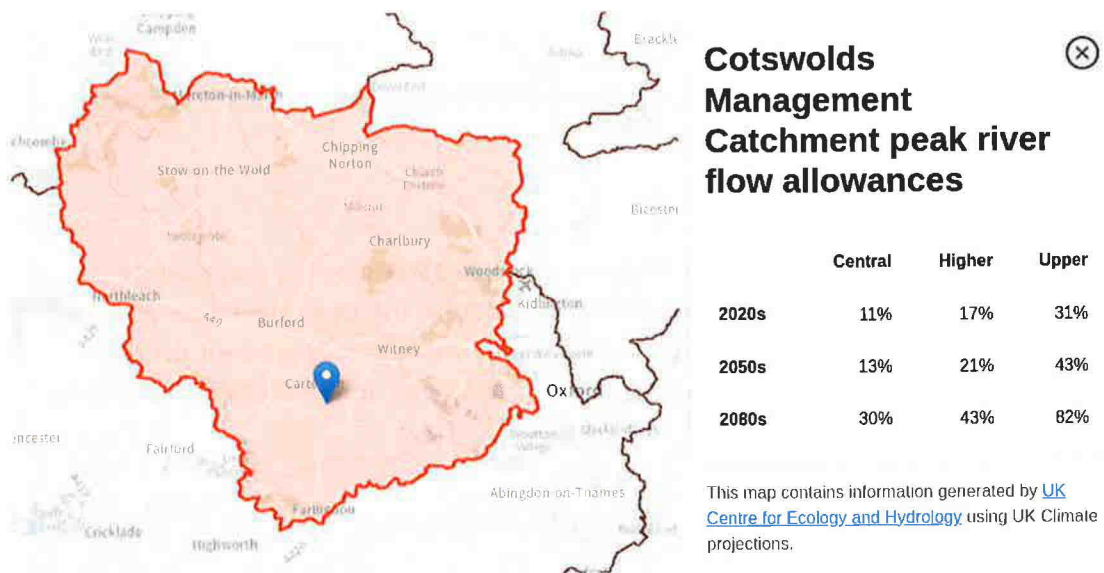 Campden
Moreton-in-Marsh
Chipping
Norton
Stow-on-the-Wold
Charlbury
Woodstock
Kidlington
Bicester
Northleach
Burford
Witney
Oxford
Fairford
Abingdon-on-Thames
Faringdon
Cricklade
Highworth
Cotswolds
Management
Catchment peak river
flow allowances
Central Higher Upper
2020s 11% 17% 31%
2050s 13% 21% 43%
2080s 30% 43% 82%
This map contains information generated by UK
Centre for Ecology and Hydrology using UK Climate
projections.